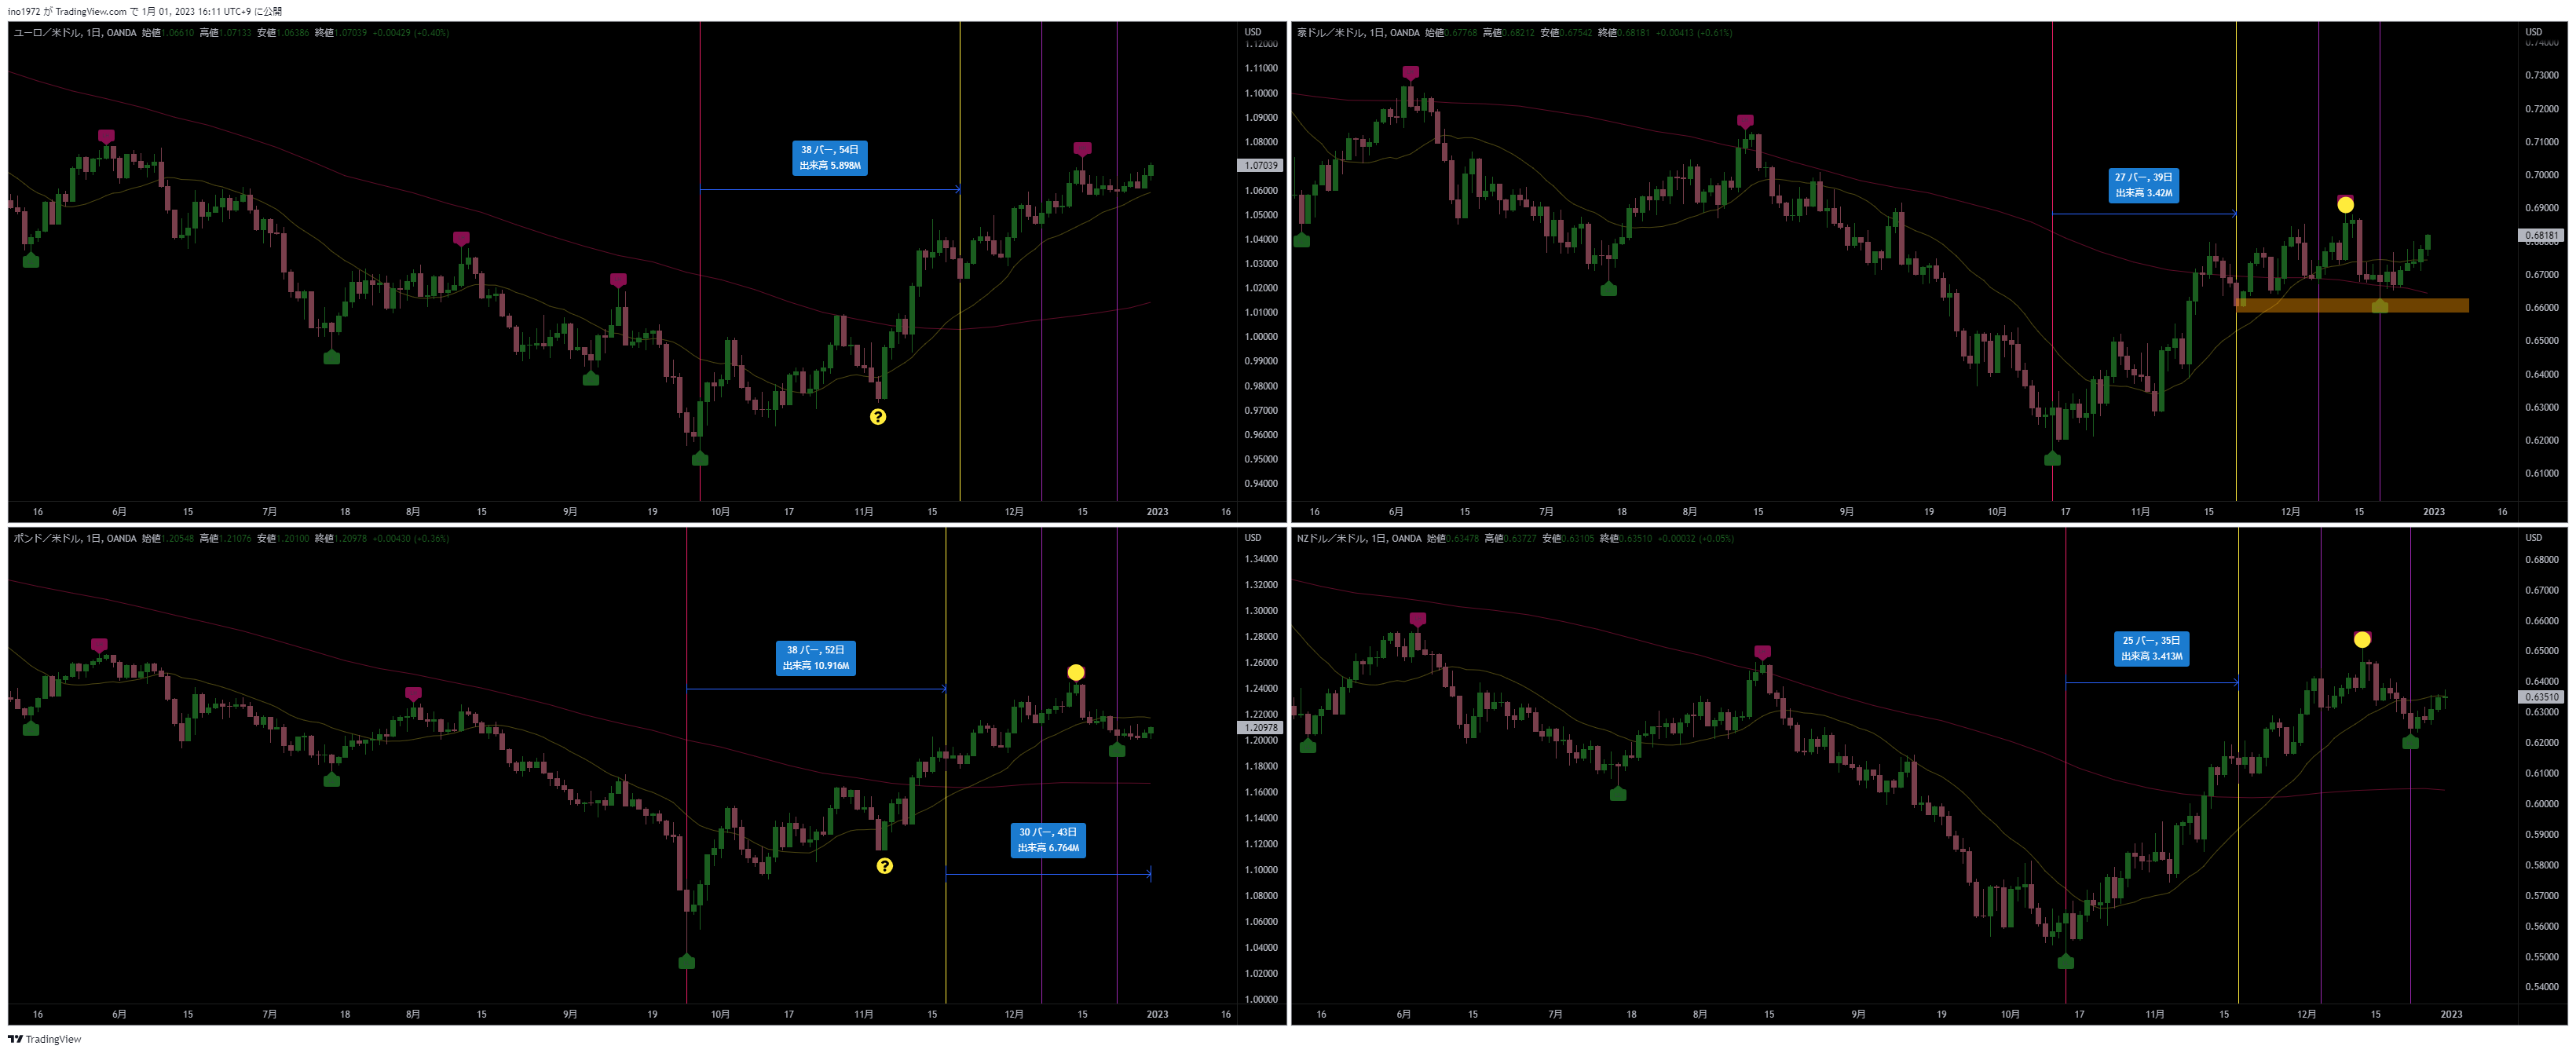 ino1972 が TradingView.com で 1月 01, 2023 16:11 UTC+9 に公開
ユーロ／米ドル, 1日, OANDA 始値1.06610 高値1.07133 安値1.06386 終値1.07039 +0.00429 (+0.40%)
USD
1.12000
1.11000
1.10000
1.09000
1.08000
1.07039
1.06000
1.05000
1.04000
1.03000
1.02000
1.01000
1.00000
0.99000
0.98000
0.97000
0.96000
0.95000
0.94000
38 バー, 54日
出来高 5.898M
?
16 6月 15 7月 18 8月 15 9月 19 10月 17 11月 15 12月 15 2023 16
豪ドル／米ドル, 1日, OANDA 始値0.67768 高値0.68212 安値0.67542 終値0.68181 +0.00413 (+0.61%)
USD
0.74000
0.73000
0.72000
0.71000
0.70000
0.69000
0.68181
0.68000
0.67000
0.66000
0.65000
0.64000
0.63000
0.62000
0.61000
27 バー, 39日
出来高 3.42M
16 6月 15 7月 18 8月 15 9月 19 10月 17 11月 15 12月 15 2023 16
ポンド／米ドル, 1日, OANDA 始値1.20548 高値1.21076 安値1.20100 終値1.20978 +0.00430 (+0.36%)
USD
1.34000
1.32000
1.30000
1.28000
1.26000
1.24000
1.22000
1.20978
1.20000
1.18000
1.16000
1.14000
1.12000
1.10000
1.08000
1.06000
1.04000
1.02000
1.00000
38 バー, 52日
出来高 10.916M
30 バー, 43日
出来高 6.764M
?
16 6月 15 7月 18 8月 15 9月 19 10月 17 11月 15 12月 15 2023 16
NZドル／米ドル, 1日, OANDA 始値0.63478 高値0.63727 安値0.63105 終値0.63510 +0.00032 (+0.05%)
USD
0.68000
0.67000
0.66000
0.65000
0.64000
0.63510
0.63000
0.62000
0.61000
0.60000
0.59000
0.58000
0.57000
0.56000
0.55000
0.54000
25 バー, 35日
出来高 3.413M
16 6月 15 7月 18 8月 15 9月 19 10月 17 11月 15 12月 15 2023
TradingView